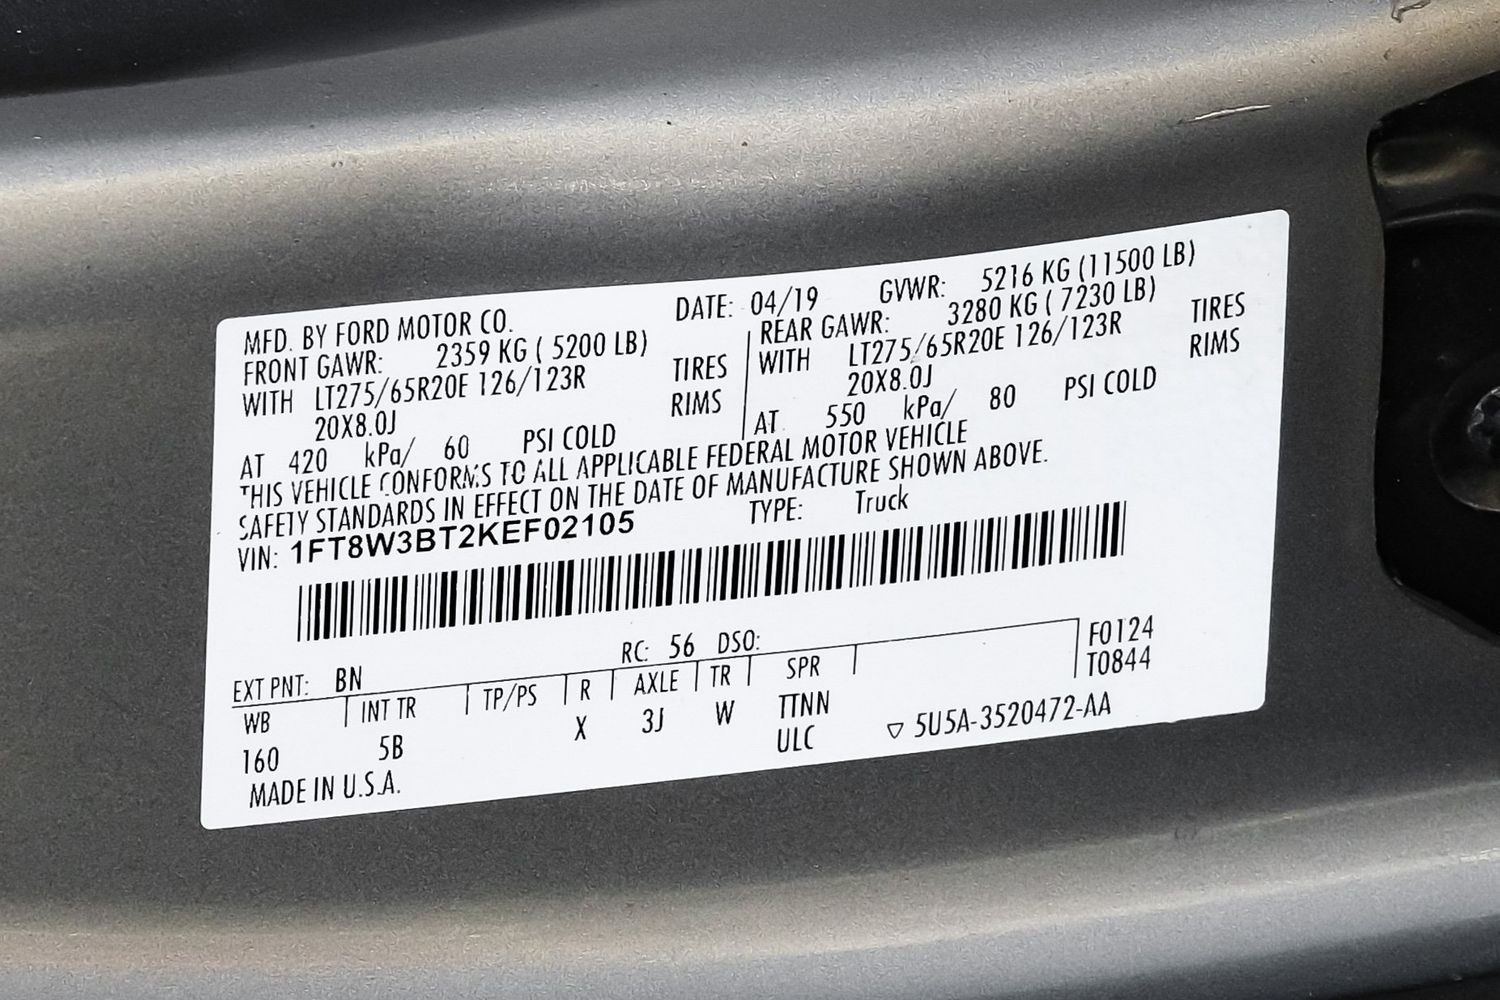 MFD. BY FORD MOTOR CO. DATE: 04/19 GVWR: 5216 KG (11500 LB)
FRONT GAWR: 2359 KG ( 5200 LB)
WITH LT275/65R20E 126/123R TIRES
20X8.0J RIMS
AT 420 kPa/ 60 PSI COLD
REAR GAWR: 3280 KG ( 7230 LB)
WITH LT275/65R20E 126/123R TIRES
20X8.0J RIMS
AT 550 kPa/ 80 PSI COLD
THIS VEHICLE CONFORMS TO ALL APPLICABLE FEDERAL MOTOR VEHICLE
SAFETY STANDARDS IN EFFECT ON THE DATE OF MANUFACTURE SHOWN ABOVE.
VIN: 1FT8W3BT2KEF02105 TYPE: Truck
EXT PNT: BN RC: 56 DSO: F0124
T0844
WB INT TR TP/PS R AXLE TR SPR
160 5B X 3J W TTNN
ULC
MADE IN U.S.A. ▽ 5U5A-3520472-AA